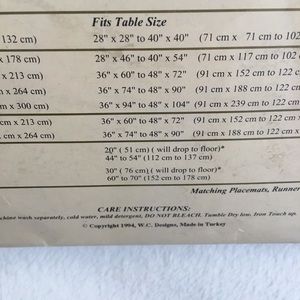 Fits Table Size
132 cm) 28" x 28" to 40" x 40" (71 cm x 71 cm to 102
x 178 cm) 28" x 46" to 40" x 54" (71 cm x 117 cm to 102
x 213 cm) 36" x 60" to 48" x 72" (91 cm x 152 cm to 122
x 264 cm) 36" x 74" to 48" x 90" (91 cm x 188 cm to 122
cm x 300 cm) 36" x 94" to 48" x 104" (91 cm x 239 cm to 122
cm x 213 cm) 36" x 60" to 48" x 72" (91 cm x 152 cm to 122 cm x
cm x 264 cm) 36" x 74" to 48" x 90" (91 cm x 188 cm to 122 cm x
20" ( 51 cm) ( will drop to floor)*
44" to 54" (112 cm to 137 cm)
30" ( 76 cm) ( will drop to floor)*
60" to 70" (152 cm to 178 cm)
Matching Placemats, Runner
CARE INSTRUCTIONS:
chine wash separately, cold water, mild detergent, DO NOT BLEACH. Tumble Dry low. Iron Touch up.
© Copyright 1994, W.C. Designs, Made in Turkey